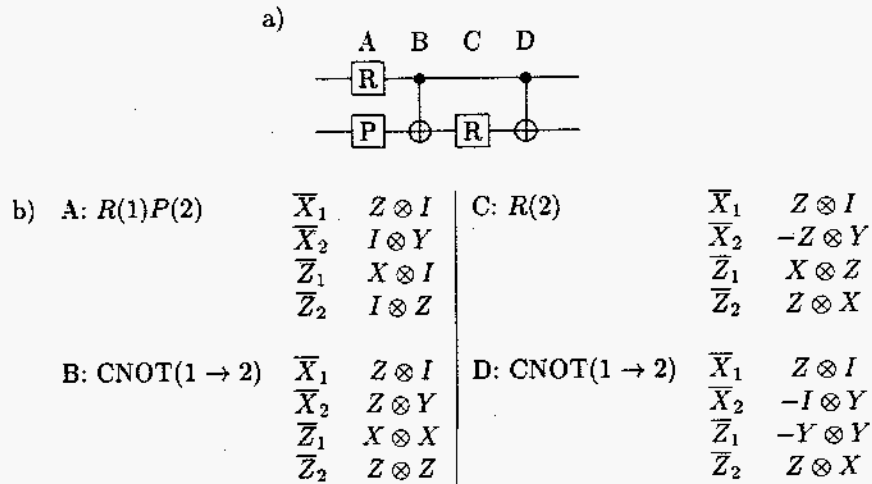 a)
A B C D
R
P R
b) A: R(1)P(2) X̅₁ Z ⊗ I C: R(2) X̅₁ Z ⊗ I
X̅₂ I ⊗ Y X̅₂ −Z ⊗ Y
Z̅₁ X ⊗ I Z̅₁ X ⊗ Z
Z̅₂ I ⊗ Z Z̅₂ Z ⊗ X
B: CNOT(1 → 2) X̅₁ Z ⊗ I D: CNOT(1 → 2) X̅₁ Z ⊗ I
X̅₂ Z ⊗ Y X̅₂ −I ⊗ Y
Z̅₁ X ⊗ X Z̅₁ −Y ⊗ Y
Z̅₂ Z ⊗ Z Z̅₂ Z ⊗ X